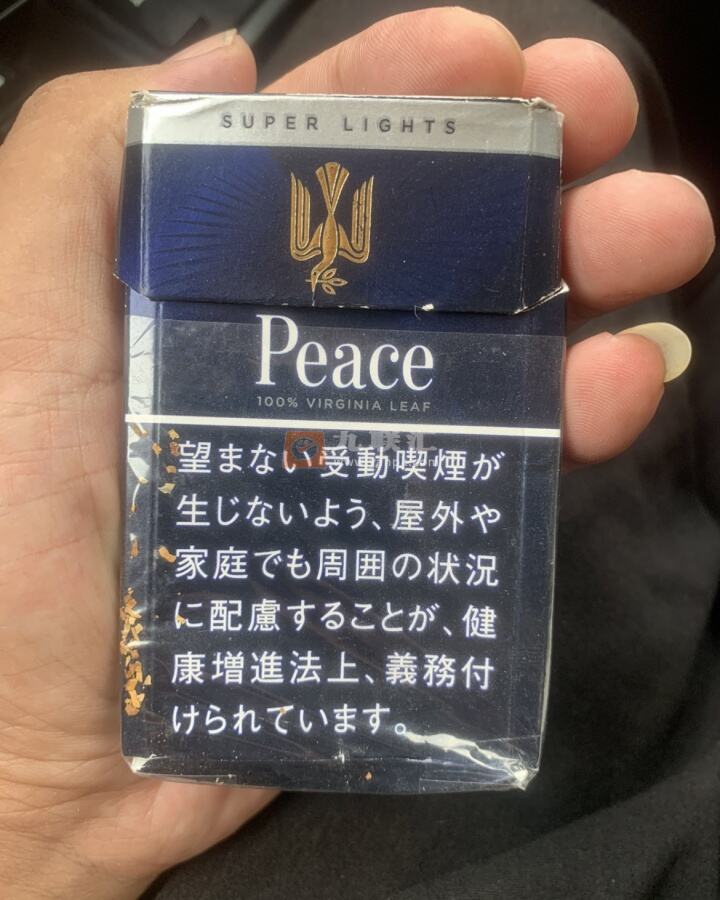 SUPER LIGHTS
Peace
100% VIRGINIA LEAF
望まない受動喫煙が
生じないよう、屋外や
家庭でも周囲の状況
に配慮することが、健
康増進法上、義務付
けられています。
九联汇